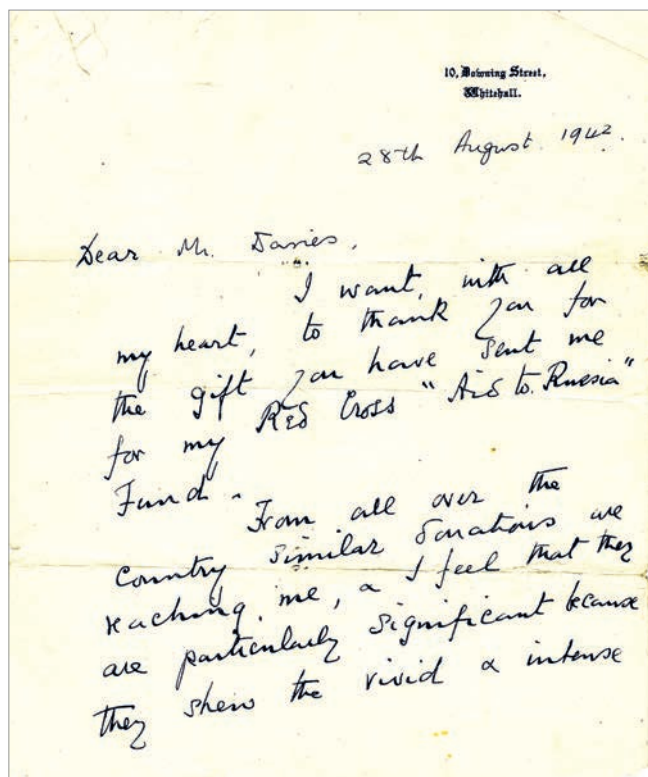 10, Downing Street,
Whitehall.
28th August. 1942.
Dear Mr. Davies,
I want, with all
my heart, to thank you for
the gift you have sent me
for my Red Cross "Aid to Russia"
Fund.
From all over the
country similar donations are
reaching me, & I feel that they
are particularly significant because
they shew the vivid & intense